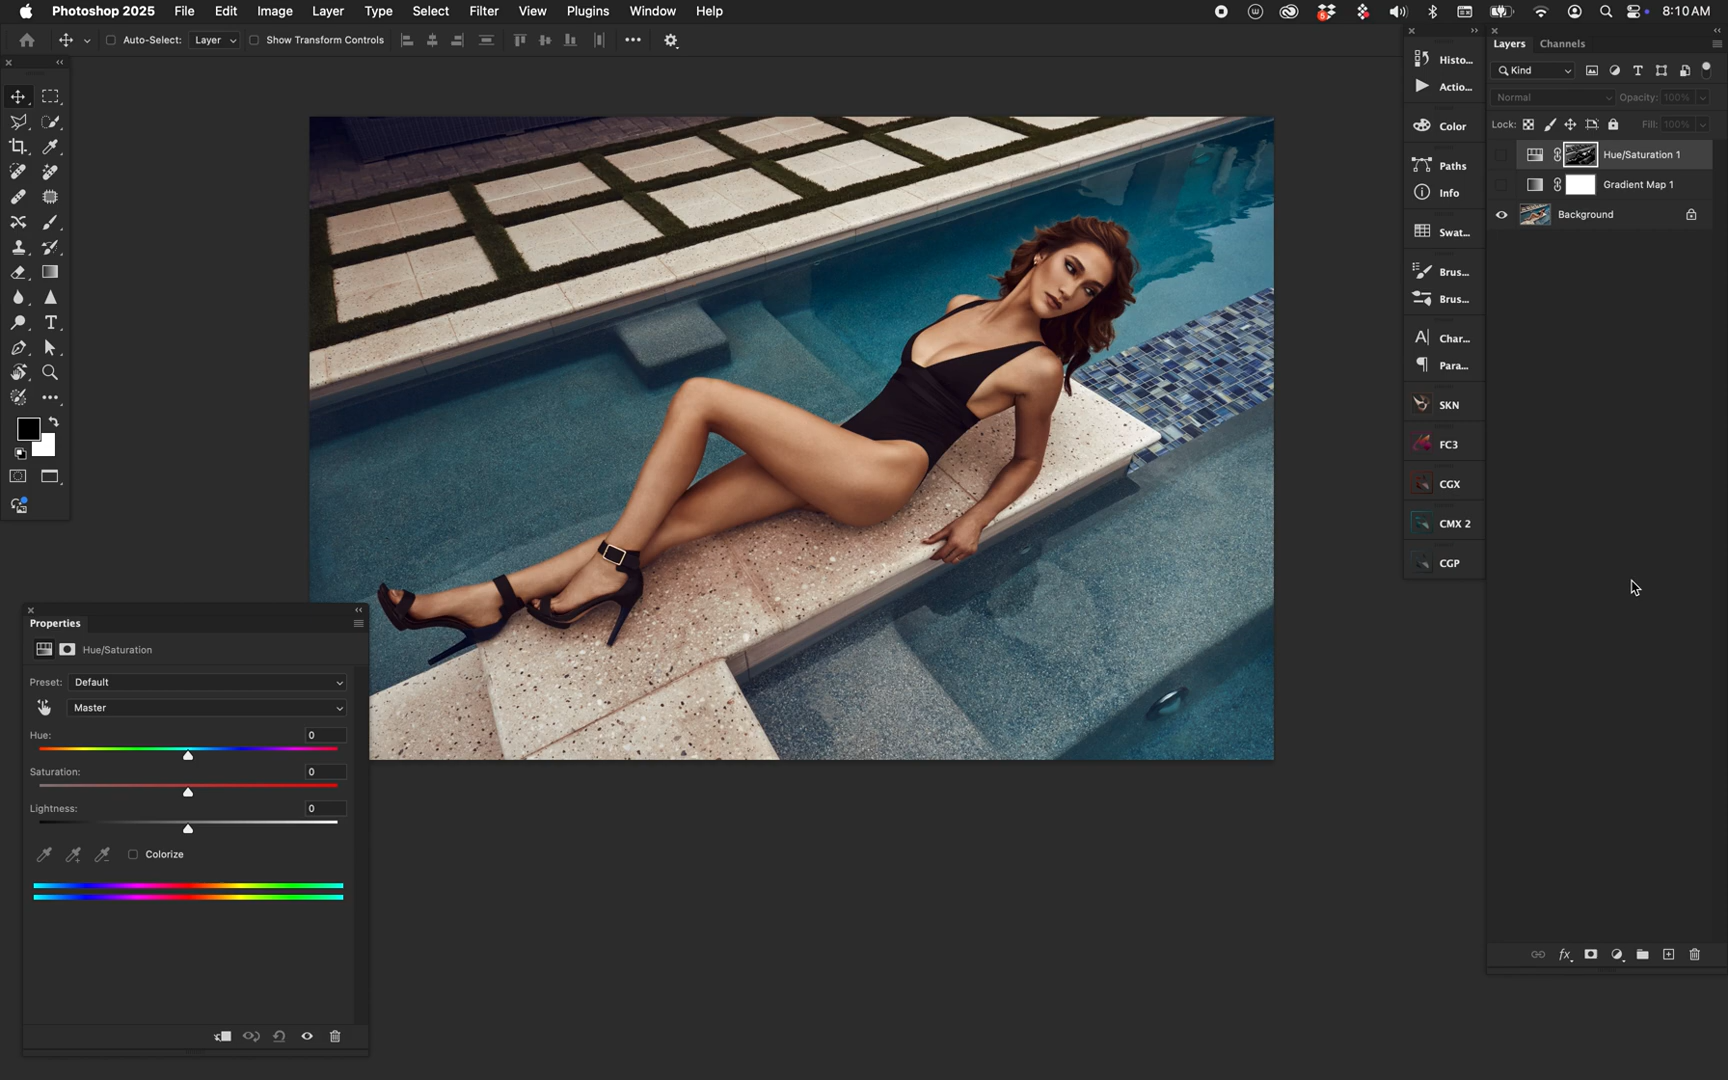 Photoshop 2025 File Edit Image Layer Type Select Filter View Plugins Window Help 5 8:10 AM
Auto-Select: Layer Show Transform Controls
Histo...
Actio...
Color
Paths
Info
Swat...
Brus...
Brus...
Char...
Para...
SKN
FC3
CGX
CMX 2
CGP
Layers Channels
Kind
Normal Opacity: 100%
Lock: Fill: 100%
Hue/Saturation 1
Gradient Map 1
Background
fx
Properties
Hue/Saturation
Preset: Default
Master
Hue: 0
Saturation: 0
Lightness: 0
Colorize